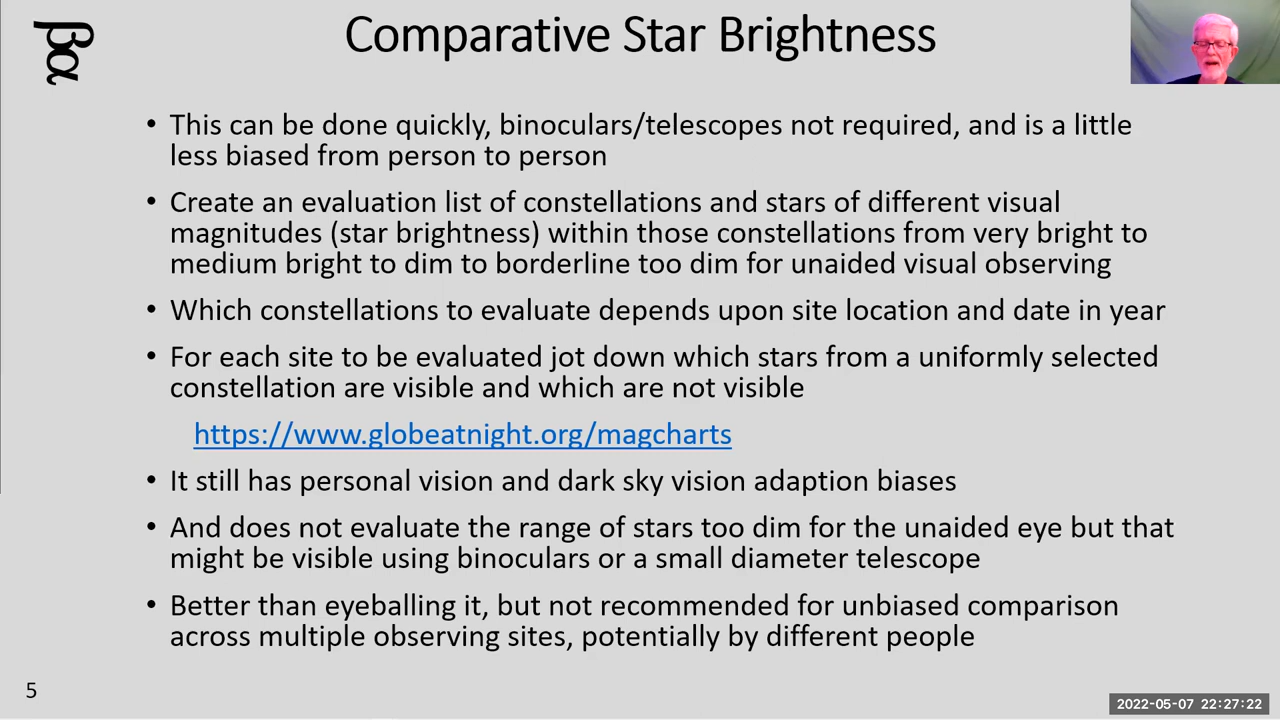 βα
Comparative Star Brightness
• This can be done quickly, binoculars/telescopes not required, and is a little
less biased from person to person
• Create an evaluation list of constellations and stars of different visual
magnitudes (star brightness) within those constellations from very bright to
medium bright to dim to borderline too dim for unaided visual observing
• Which constellations to evaluate depends upon site location and date in year
• For each site to be evaluated jot down which stars from a uniformly selected
constellation are visible and which are not visible
https://www.globeatnight.org/magcharts
• It still has personal vision and dark sky vision adaption biases
• And does not evaluate the range of stars too dim for the unaided eye but that
might be visible using binoculars or a small diameter telescope
• Better than eyeballing it, but not recommended for unbiased comparison
across multiple observing sites, potentially by different people
5
2022-05-07 22:27:22